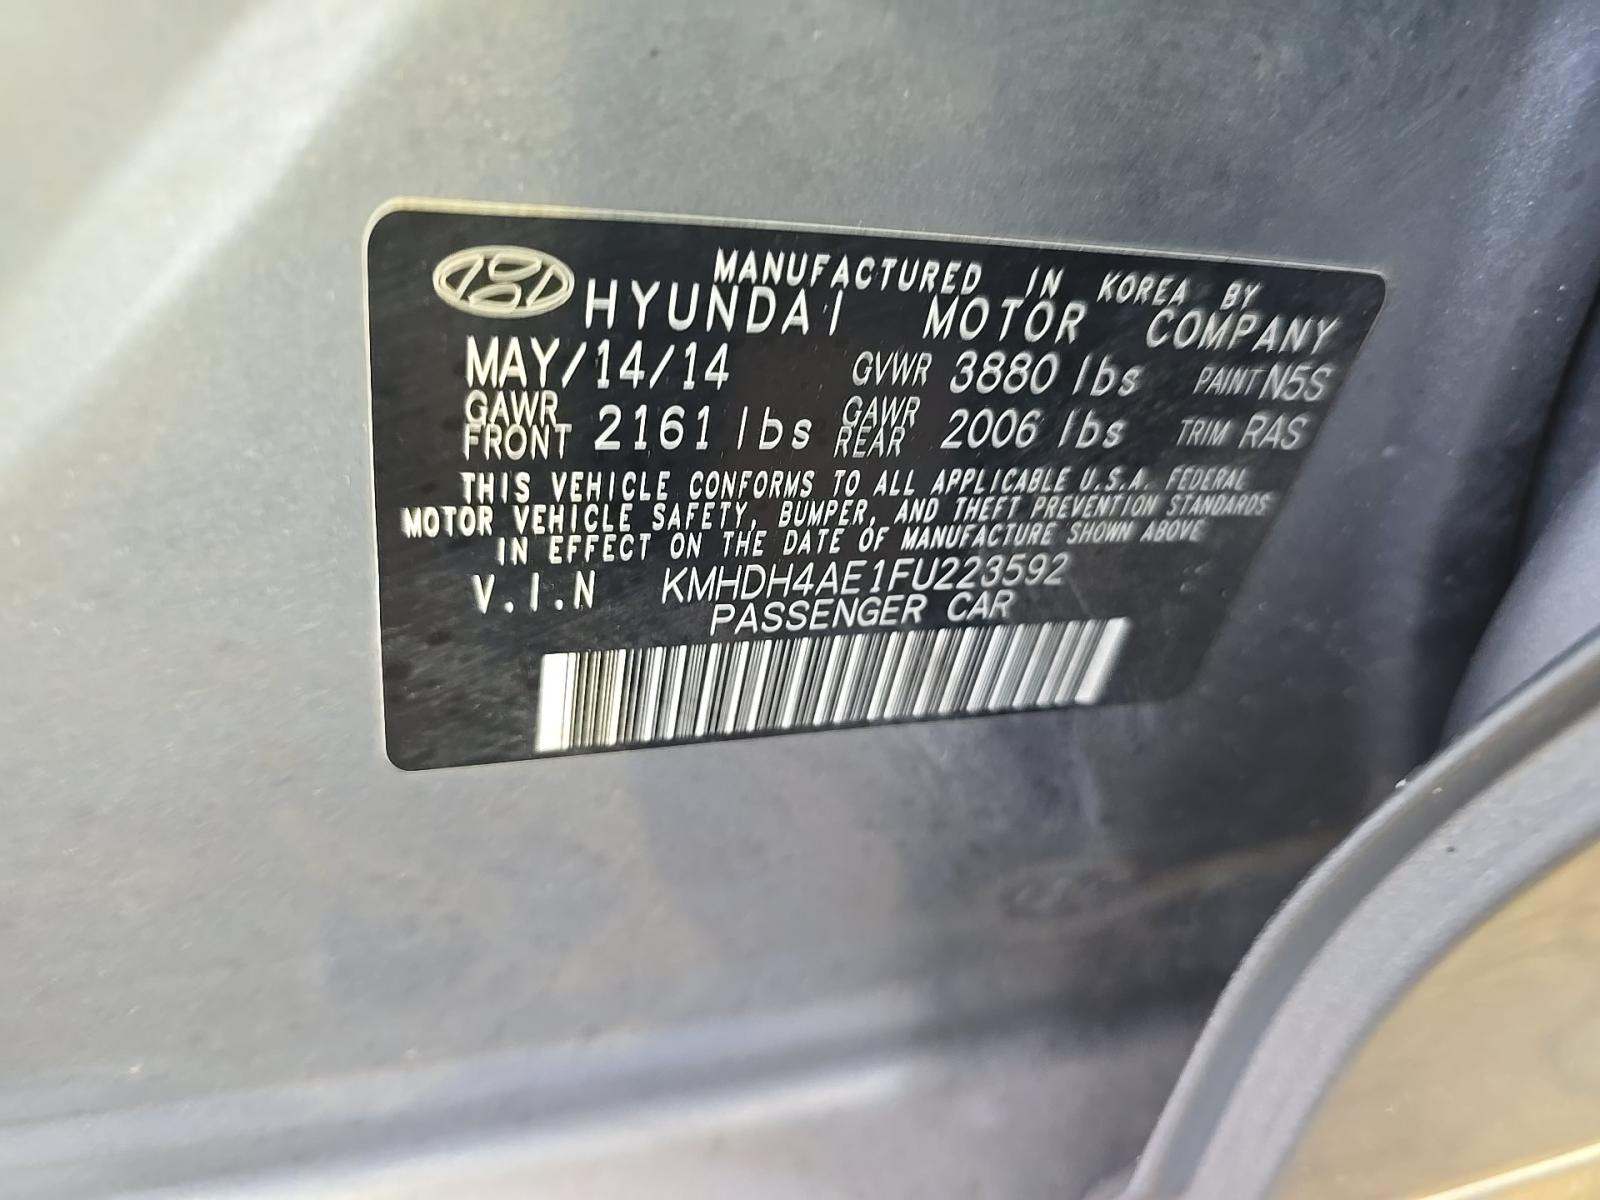 MANUFACTURED IN KOREA BY
HYUNDAI MOTOR COMPANY
MAY/14/14 GVWR 3880 lbs PAINT N5S
GAWR FRONT 2161 lbs GAWR REAR 2006 lbs TRIM RAS
THIS VEHICLE CONFORMS TO ALL APPLICABLE U.S.A. FEDERAL
MOTOR VEHICLE SAFETY, BUMPER, AND THEFT PREVENTION STANDARDS
IN EFFECT ON THE DATE OF MANUFACTURE SHOWN ABOVE
V.I.N KMHDH4AE1FU223592
PASSENGER CAR